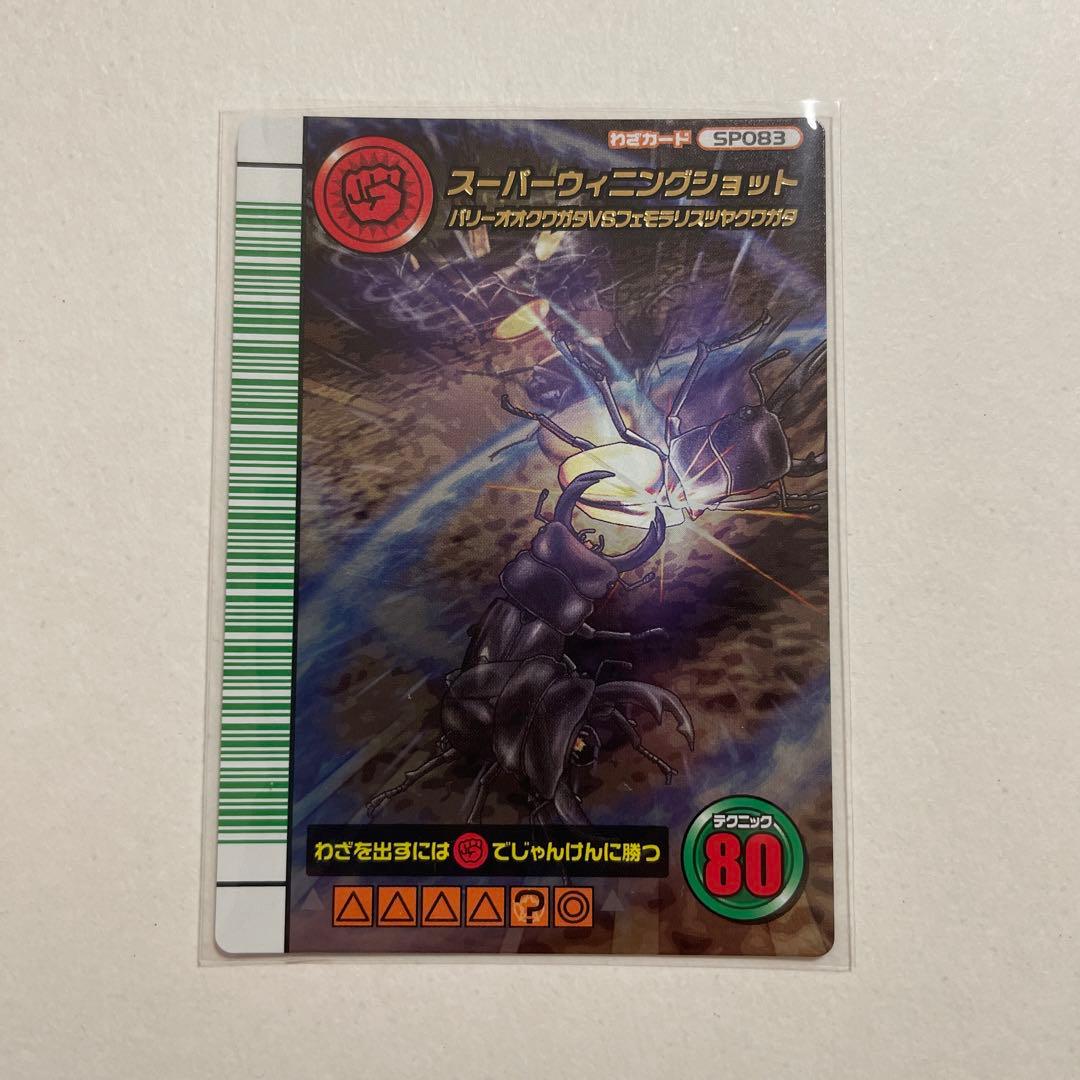 わざカード SP083
スーパーウィニングショット
パリーオオクワガタVSフェモラリスツヤクワガタ
わざを出すには でじゃんけんに勝つ
△△△△?◎
テクニック
80